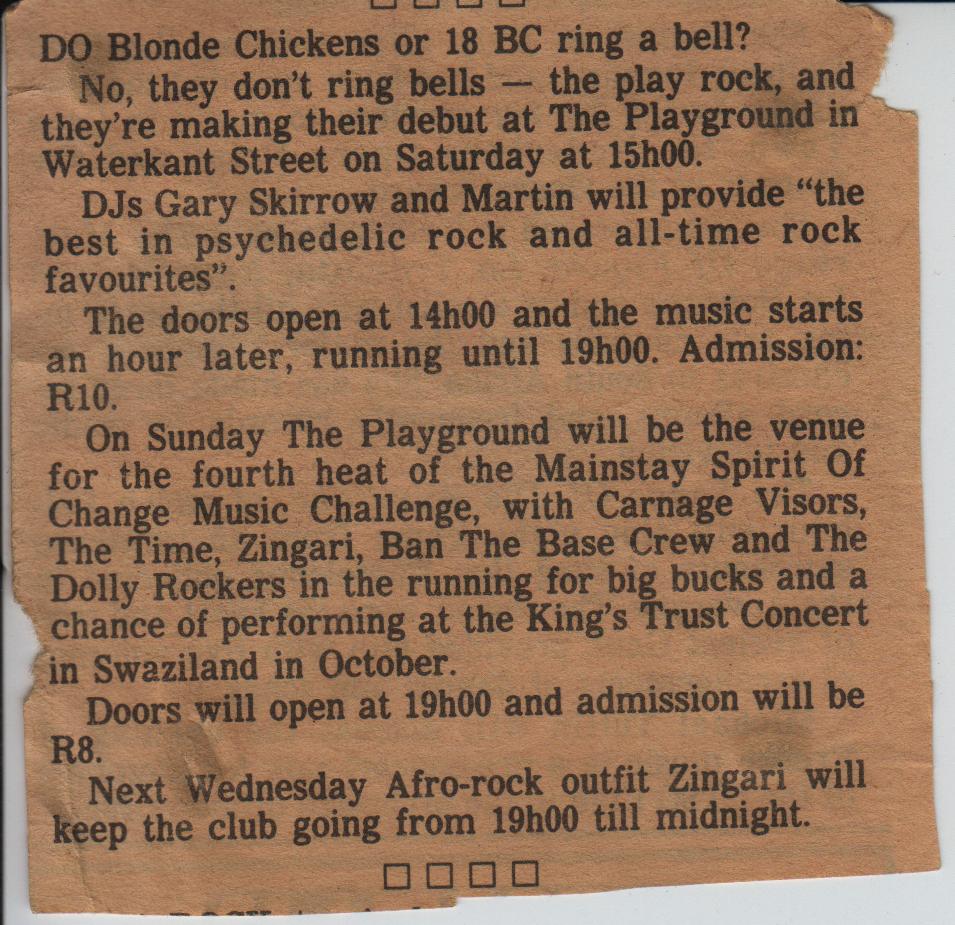 DO Blonde Chickens or 18 BC ring a bell?
No, they don't ring bells — the play rock, and
they're making their debut at The Playground in
Waterkant Street on Saturday at 15h00.
DJs Gary Skirrow and Martin will provide “the
best in psychedelic rock and all-time rock
favourites”.
The doors open at 14h00 and the music starts
an hour later, running until 19h00. Admission:
R10.
On Sunday The Playground will be the venue
for the fourth heat of the Mainstay Spirit Of
Change Music Challenge, with Carnage Visors,
The Time, Zingari, Ban The Base Crew and The
Dolly Rockers in the running for big bucks and a
chance of performing at the King's Trust Concert
in Swaziland in October.
Doors will open at 19h00 and admission will be
R8.
Next Wednesday Afro-rock outfit Zingari will
keep the club going from 19h00 till midnight.